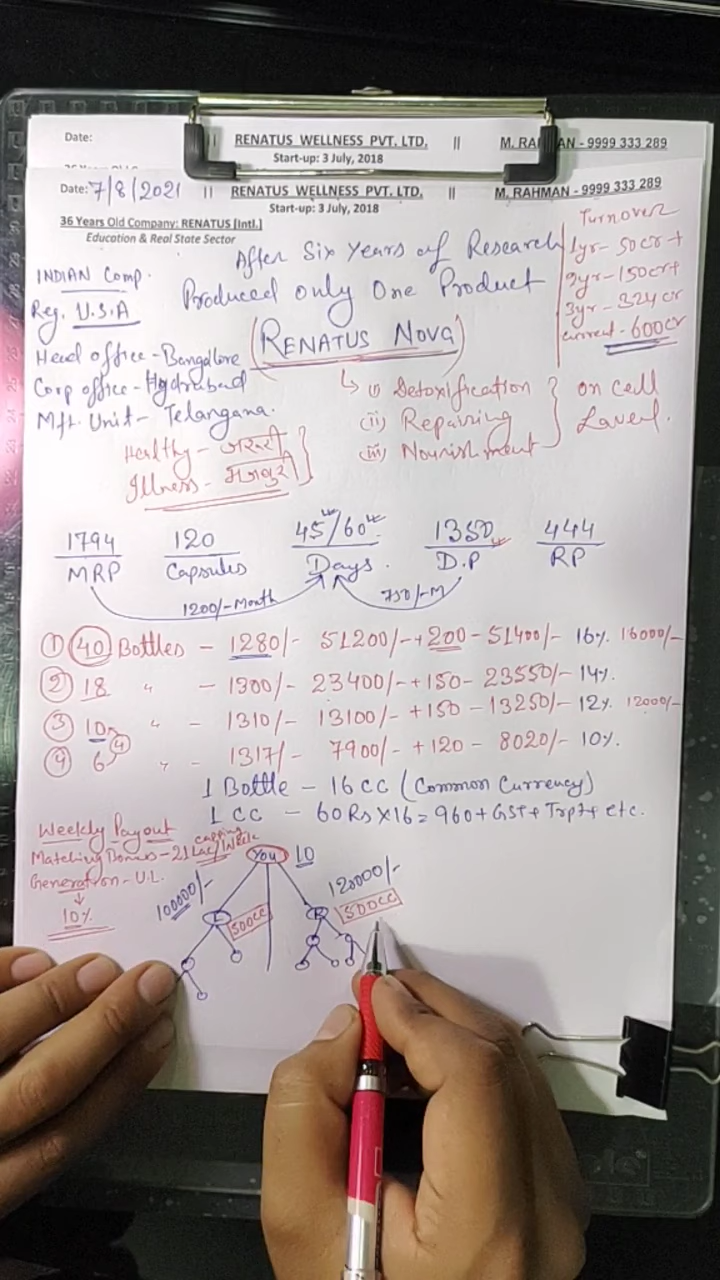 Date: || RENATUS WELLNESS PVT. LTD. || M. RAHMAN - 9999 333 289
Start-up: 3 July, 2018
Date: 7/8/2021 || RENATUS WELLNESS PVT. LTD. || M. RAHMAN - 9999 333 289
Start-up: 3 July, 2018
36 Years Old Company: RENATUS [Intl.]
Education & Real State Sector
After Six Years of Research
Produced only One Product
RENATUS NOVA
INDIAN Comp.
Reg. U.S.A
Head office - Bangalore
Corp office - Hydrabad
Mft. Unit - Telangana.
Turnover
1yr - 50cr +
2yr - 150cr+
3yr - 324 cr
current - 600cr
(i) Detoxification
(ii) Repairing
(iii) Nourishment
on cell
Lavel.
Healthy - जरूरी
Illness - मजबूरी
1794 120 45/60 1350 444
MRP Capsules Days. D.P RP
1200/-Month 750/-M
① 40 Bottles - 1280/- 51200/-+200-51400/- 16%. 16000/-
② 18 " - 1300/- 23400/-+150-23550/- 14%.
③ 10 " - 1310/- 13100/- +150-13250/- 12%. 12000/-
④ 6 ④ " - 1317/- 7900/- +120 - 8020/- 10%.
1 Bottle - 16 CC (Common Currency)
1 CC - 60 Rs X 16 = 960 + GST + Trpt + etc.
Weekly Payout
Matching Bonus - 21 Lac/ capping
Generation - U.L.
10%
You 10
100000/- 120000/-
L 500CC R 500CC